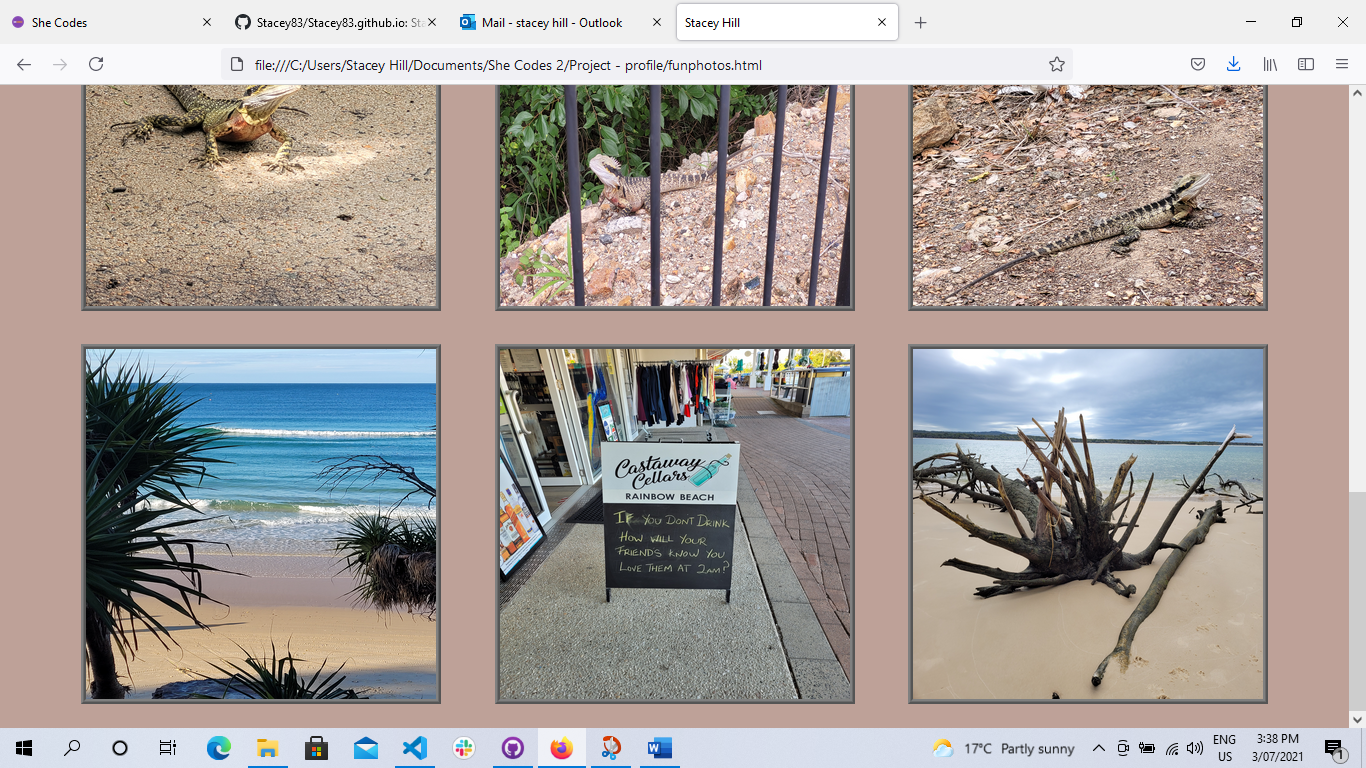 She Codes
Stacey83/Stacey83.github.io: Sta
Mail - stacey hill - Outlook
Stacey Hill
file:///C:/Users/Stacey Hill/Documents/She Codes 2/Project - profile/funphotos.html
Castaway
Cellars
RAINBOW BEACH
IF YOU DONT DRINK
HOW WILL YOUR
FRIENDS KNOW YOU
LOVE THEM AT 2AM?
17°C Partly sunny
ENG
US
3:38 PM
3/07/2021
1